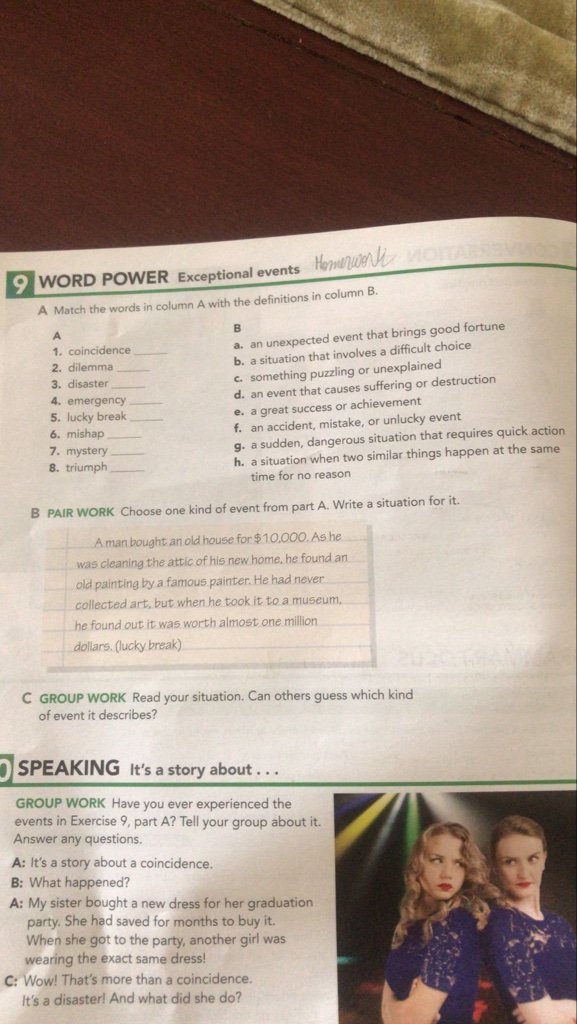 9 WORD POWER Exceptional events Homework
A Match the words in column A with the definitions in column B.
A
1. coincidence ____
2. dilemma ____
3. disaster ____
4. emergency ____
5. lucky break ____
6. mishap ____
7. mystery ____
8. triumph ____
B
a. an unexpected event that brings good fortune
b. a situation that involves a difficult choice
c. something puzzling or unexplained
d. an event that causes suffering or destruction
e. a great success or achievement
f. an accident, mistake, or unlucky event
g. a sudden, dangerous situation that requires quick action
h. a situation when two similar things happen at the same
time for no reason
B PAIR WORK Choose one kind of event from part A. Write a situation for it.
A man bought an old house for $10,000. As he
was cleaning the attic of his new home, he found an
old painting by a famous painter. He had never
collected art, but when he took it to a museum,
he found out it was worth almost one million
dollars. (lucky break)
C GROUP WORK Read your situation. Can others guess which kind
of event it describes?
0 SPEAKING It's a story about . . .
GROUP WORK Have you ever experienced the
events in Exercise 9, part A? Tell your group about it.
Answer any questions.
A: It's a story about a coincidence.
B: What happened?
A: My sister bought a new dress for her graduation
party. She had saved for months to buy it.
When she got to the party, another girl was
wearing the exact same dress!
C: Wow! That's more than a coincidence.
It's a disaster! And what did she do?